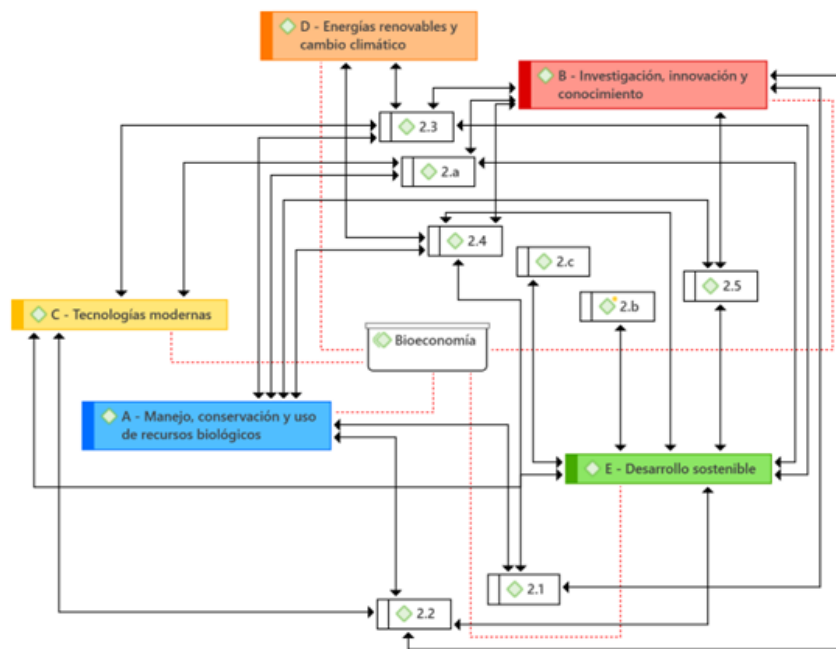 D - Energías renovables y
cambio climático
B - Investigación, innovación y
conocimiento
2.3
2.a
2.4
2.c
2.5
2.b
C - Tecnologías modernas
Bioeconomía
A - Manejo, conservación y uso
de recursos biológicos
E - Desarrollo sostenible
2.1
2.2